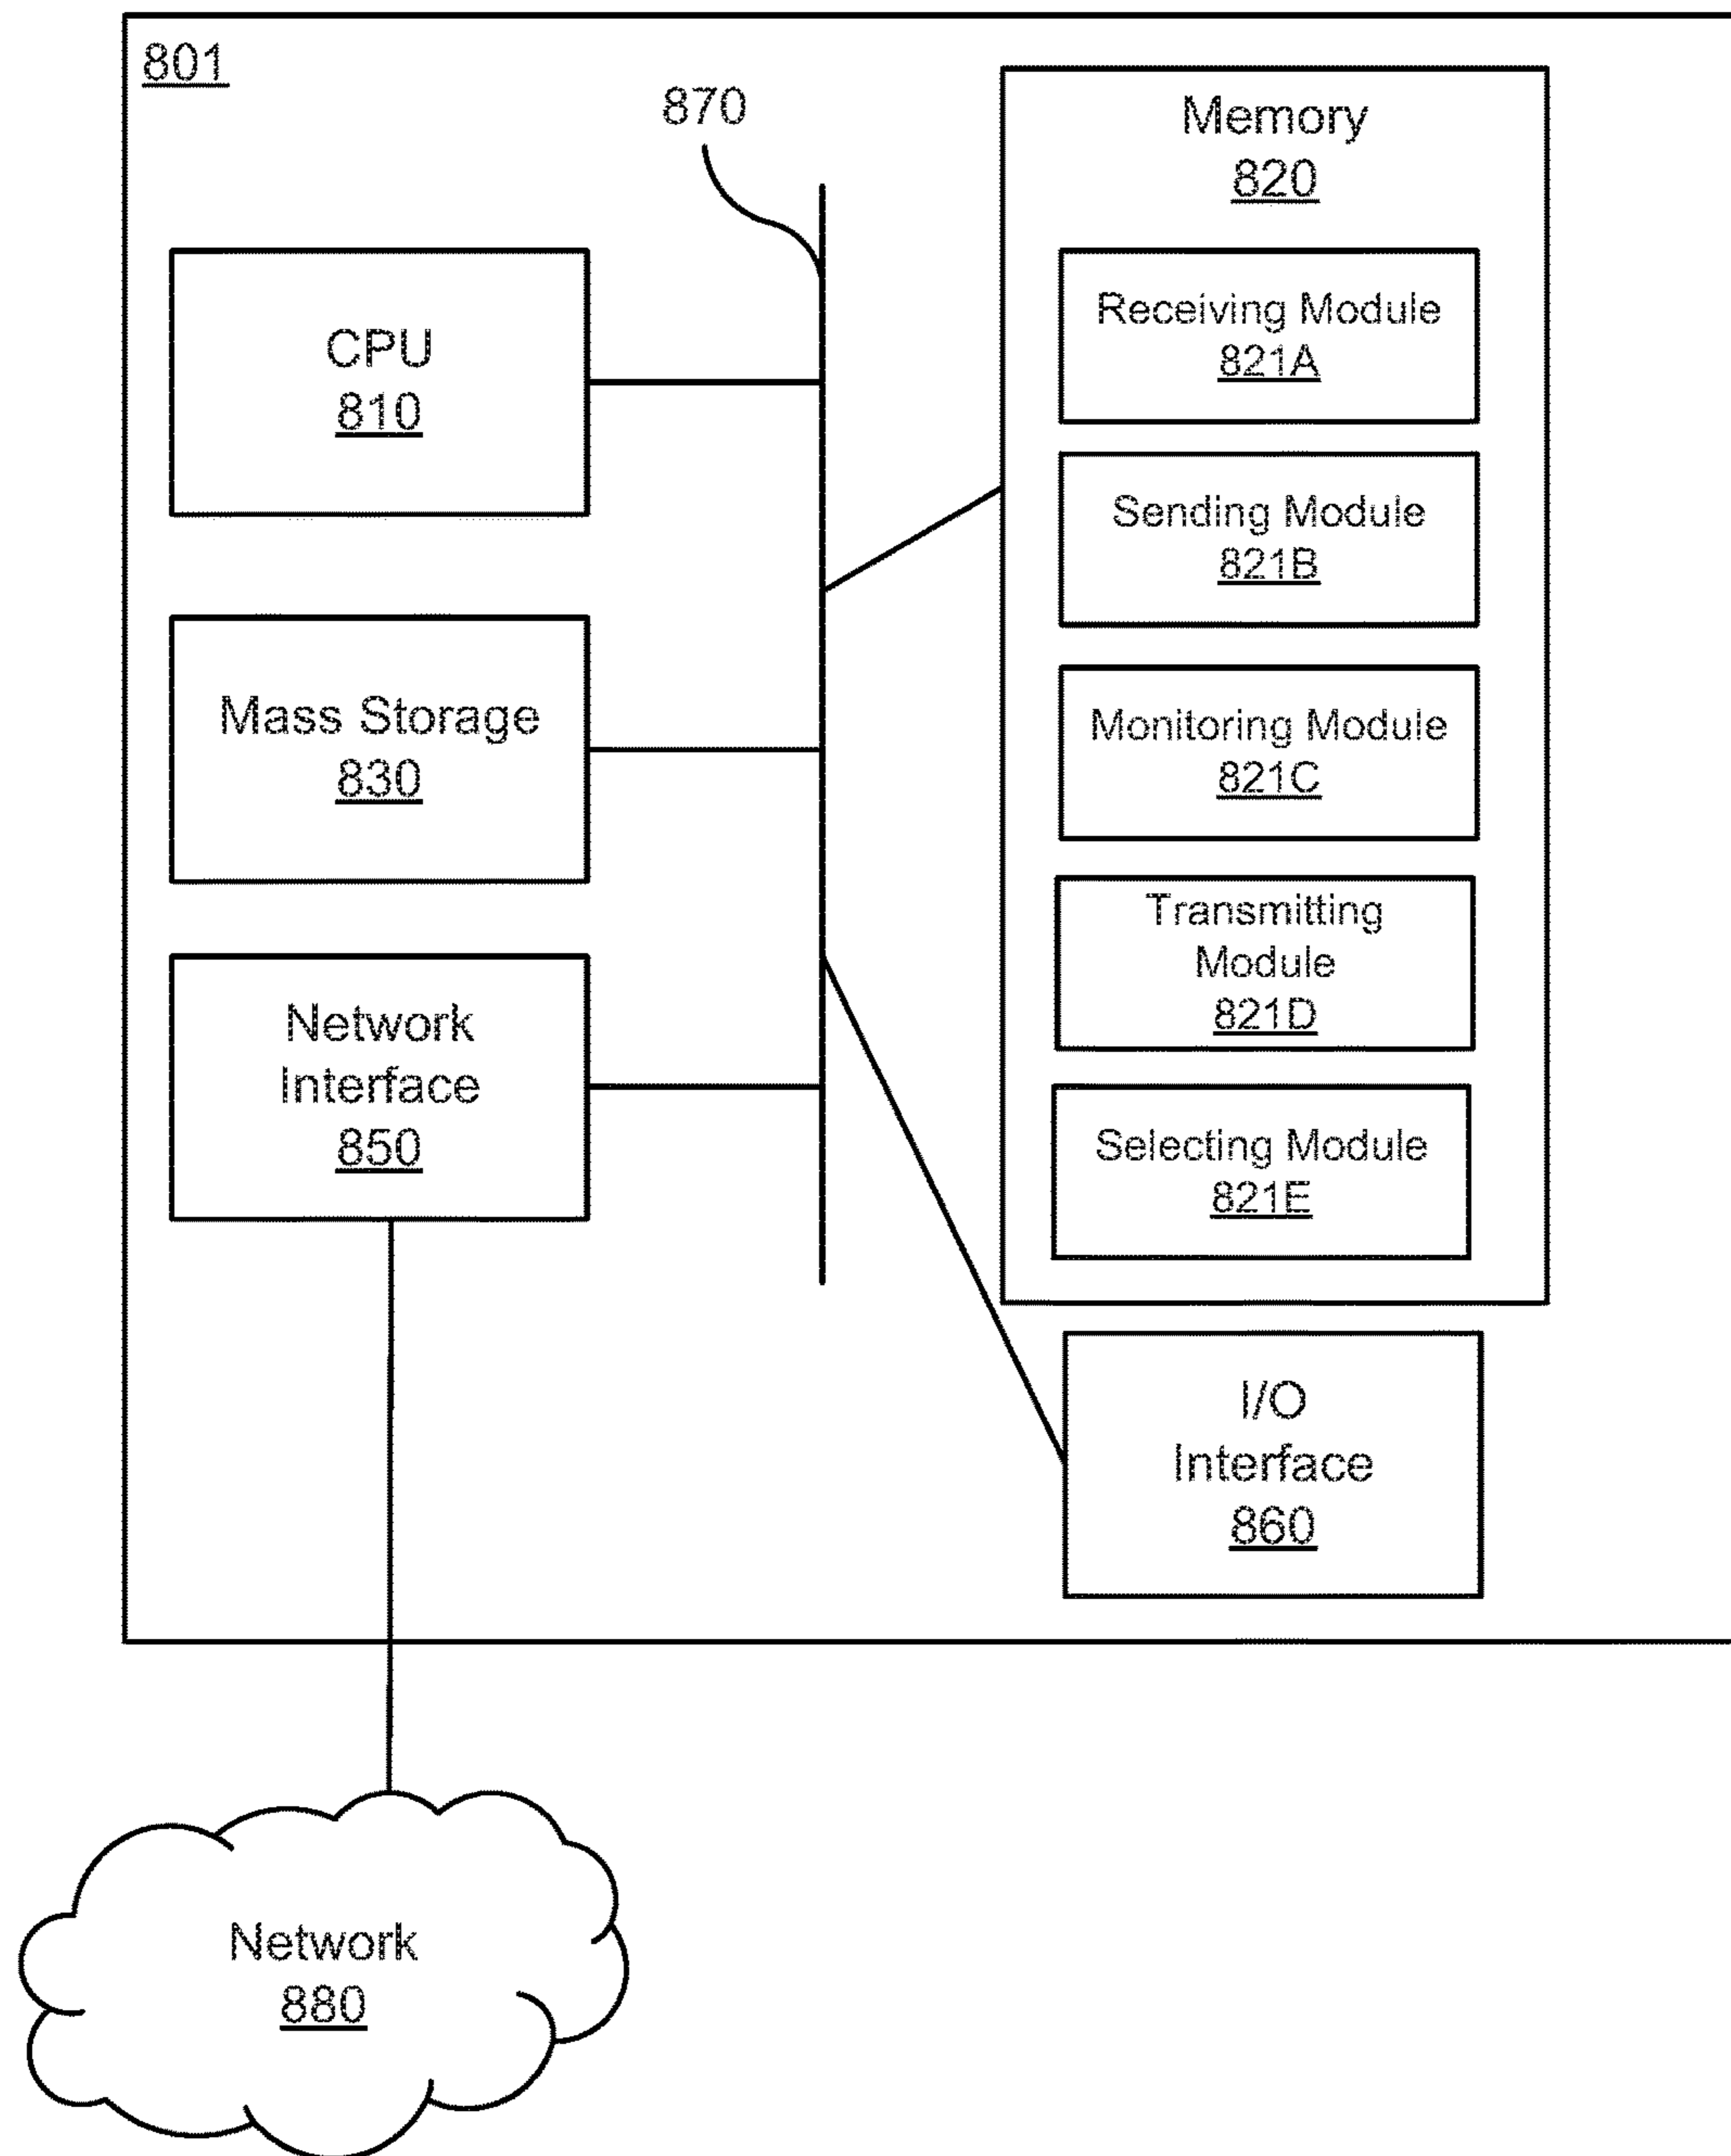 801
870
Memory
820
CPU
810
Receiving Module
821A
Sending Module
821B
Mass Storage
830
Monitoring Module
821C
Transmitting
Module
821D
Network
Interface
850
Selecting Module
821E
I/O
Interface
860
Network
880